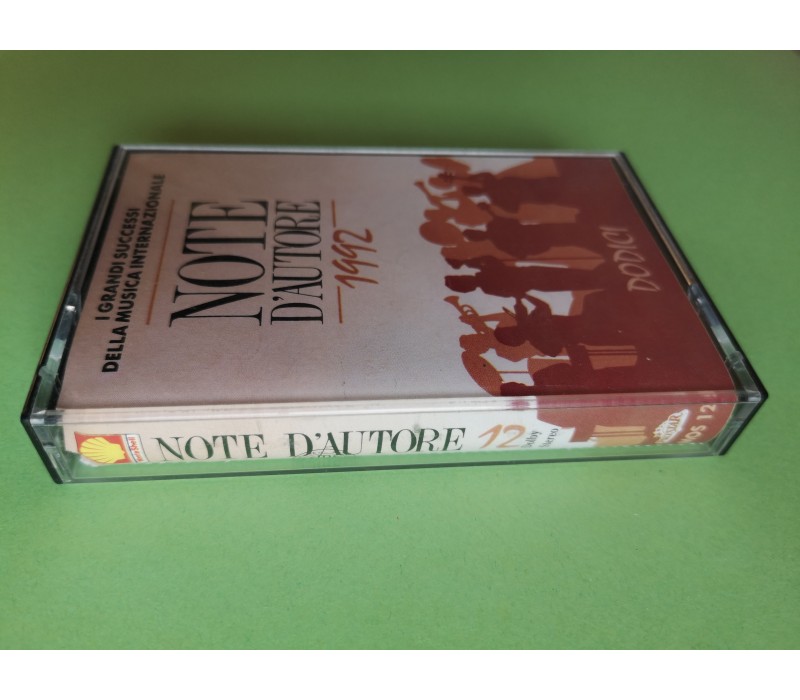 I GRANDI SUCCESSI
DELLA MUSICA INTERNAZIONALE
NOTE
D'AUTORE
1992
DODICI
NOTE D'AUTORE 12